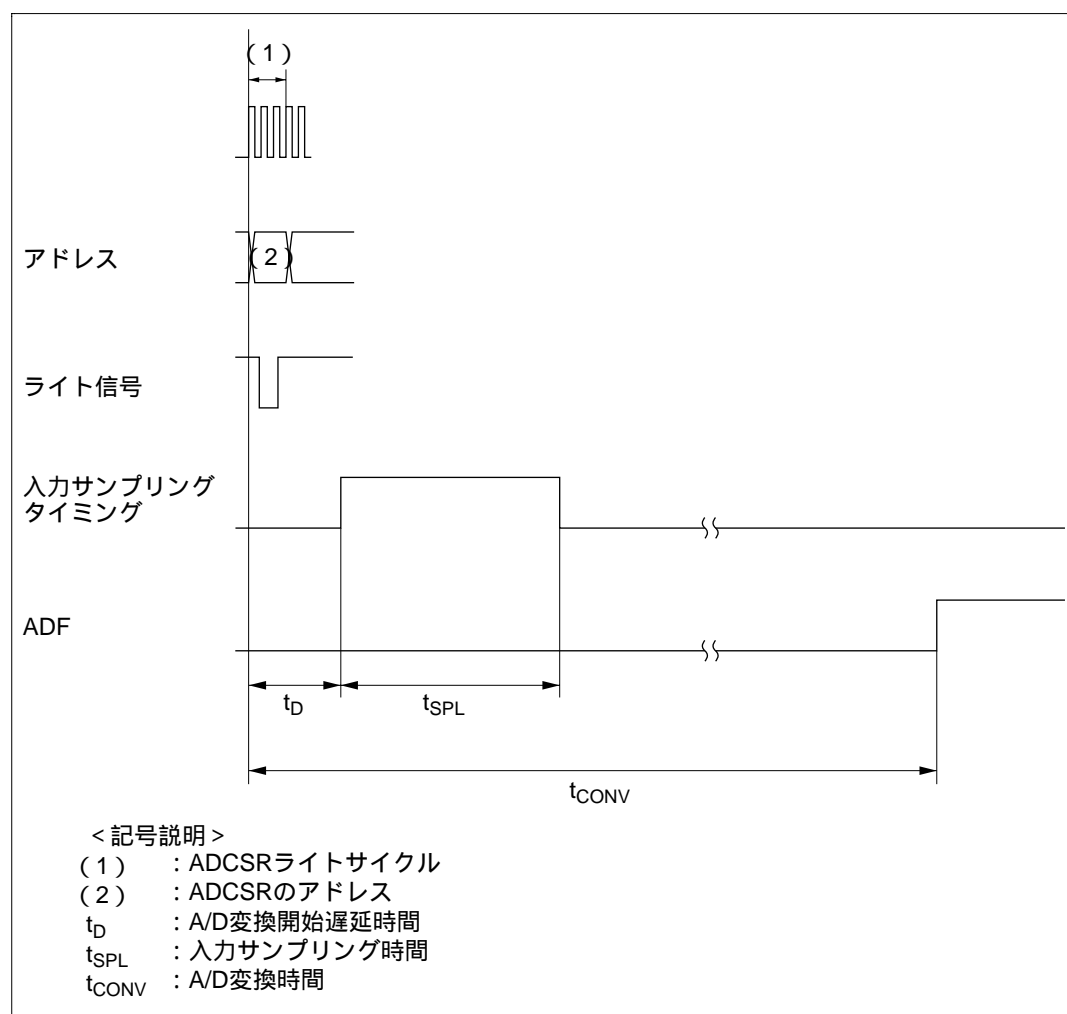 （1）
アドレス
（2）
ライト信号
入力サンプリング
タイミング
ADF
tD
tSPL
tCONV
＜記号説明＞
（1）：ADCSRライトサイクル
（2）：ADCSRのアドレス
tD：A/D変換開始遅延時間
tSPL：入力サンプリング時間
tCONV：A/D変換時間